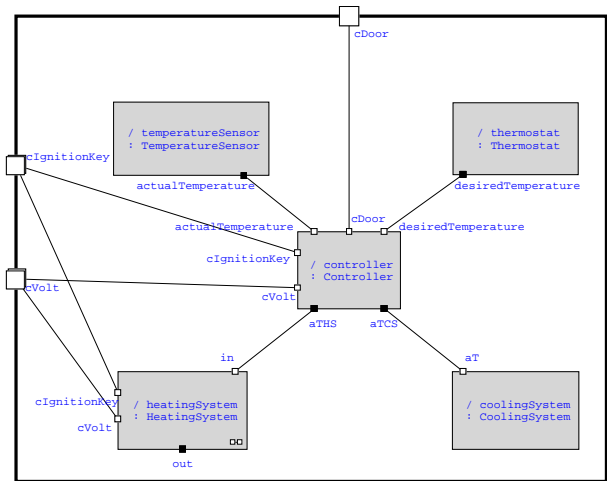 cDoor
/ temperatureSensor
: TemperatureSensor
/ thermostat
: Thermostat
cIgnitionKey
actualTemperature
desiredTemperature
cDoor
actualTemperature
desiredTemperature
cIgnitionKey
/ controller
: Controller
cVolt
cVolt
aTHS
aTCS
in
aT
cIgnitionKey
/ heatingSystem
: HeatingSystem
/ coolingSystem
: CoolingSystem
cVolt
out